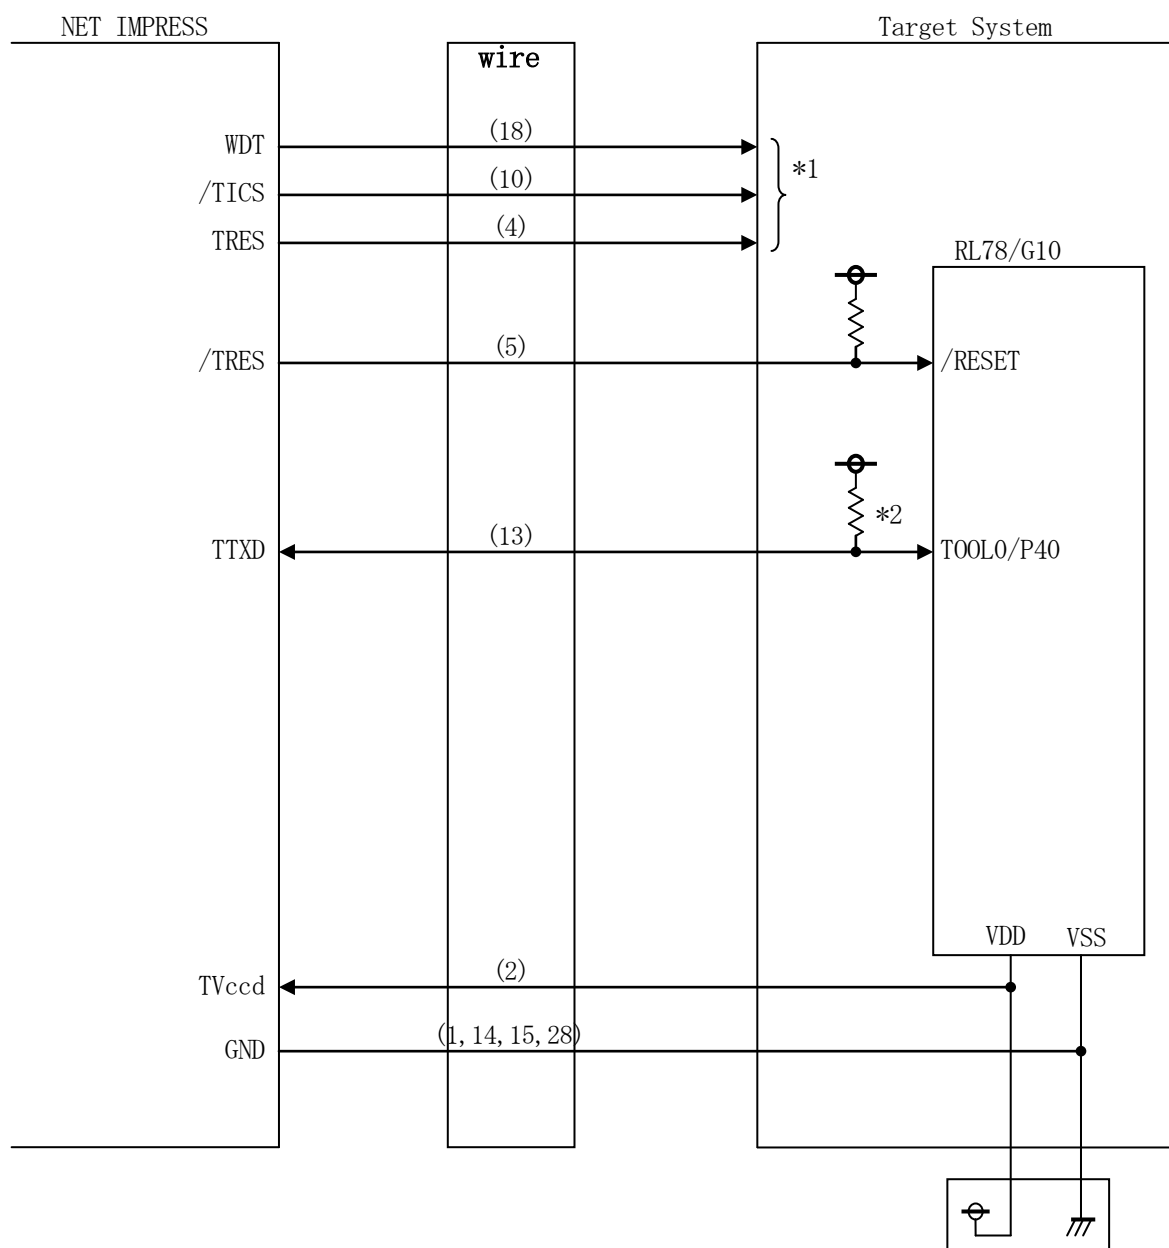 NET IMPRESS
Target System
wire
WDT
(18)
*1
/TICS
(10)
TRES
(4)
RL78/G10
/TRES
(5)
/RESET
*2
TTXD
(13)
TOOL0/P40
VDD
VSS
TVccd
(2)
GND
(1,14,15,28)